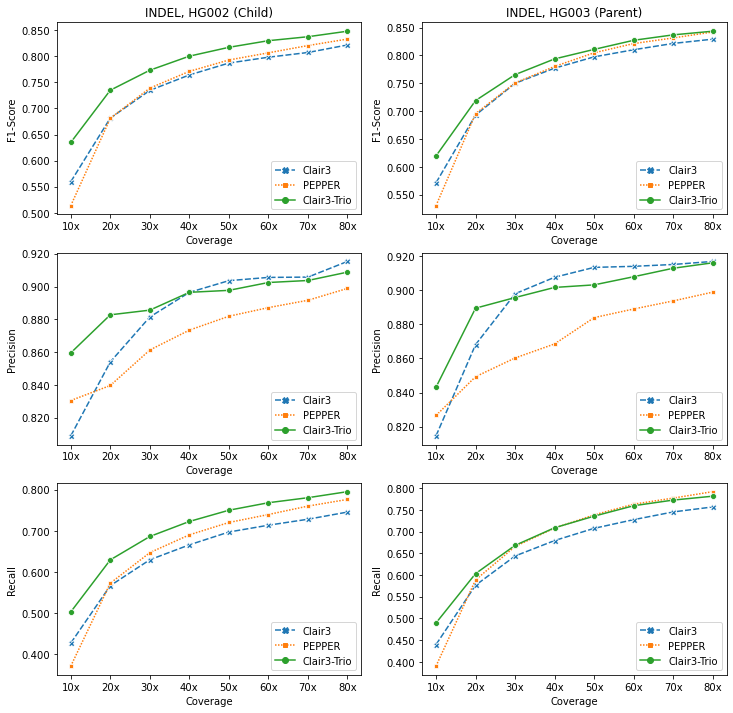 INDEL, HG002 (Child)
0.850
0.800
0.750
0.700
0.650
0.600
0.550
0.500
F1-Score
Clair3
PEPPER
Clair3-Trio
10x 20x 30x 40x 50x 60x 70x 80x
Coverage
INDEL, HG003 (Parent)
0.850
0.800
0.750
0.700
0.650
0.600
0.550
F1-Score
Clair3
PEPPER
Clair3-Trio
10x 20x 30x 40x 50x 60x 70x 80x
Coverage
0.920
0.900
0.880
0.860
0.840
0.820
Precision
Clair3
PEPPER
Clair3-Trio
10x 20x 30x 40x 50x 60x 70x 80x
Coverage
0.920
0.900
0.880
0.860
0.840
0.820
Precision
Clair3
PEPPER
Clair3-Trio
10x 20x 30x 40x 50x 60x 70x 80x
Coverage
0.800
0.700
0.600
0.500
0.400
Recall
Clair3
PEPPER
Clair3-Trio
10x 20x 30x 40x 50x 60x 70x 80x
Coverage
0.800
0.750
0.700
0.650
0.600
0.550
0.500
0.450
0.400
Recall
Clair3
PEPPER
Clair3-Trio
10x 20x 30x 40x 50x 60x 70x 80x
Coverage